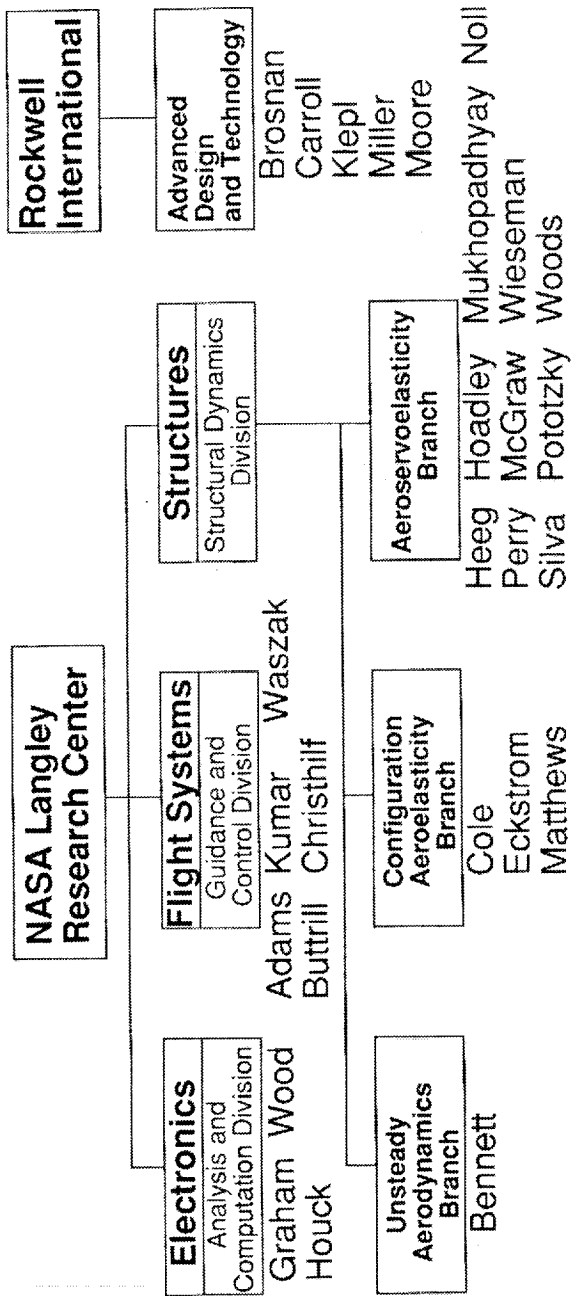 NASA Langley
Research Center
Rockwell
International
Electronics
Analysis and
Computation Division
Graham Wood
Houck
Flight Systems
Guidance and
Control Division
Adams Kumar Waszak
Buttrill Christhilf
Structures
Structural Dynamics
Division
Advanced
Design
and Technology
Brosnan
Carroll
Klepl
Miller
Moore
Unsteady
Aerodynamics
Branch
Bennett
Configuration
Aeroelasticity
Branch
Cole
Eckstrom
Matthews
Aeroservoelasticity
Branch
Heeg Hoadley Mukhopadhyay Noll
Perry McGraw Wieseman
Silva Pototzky Woods